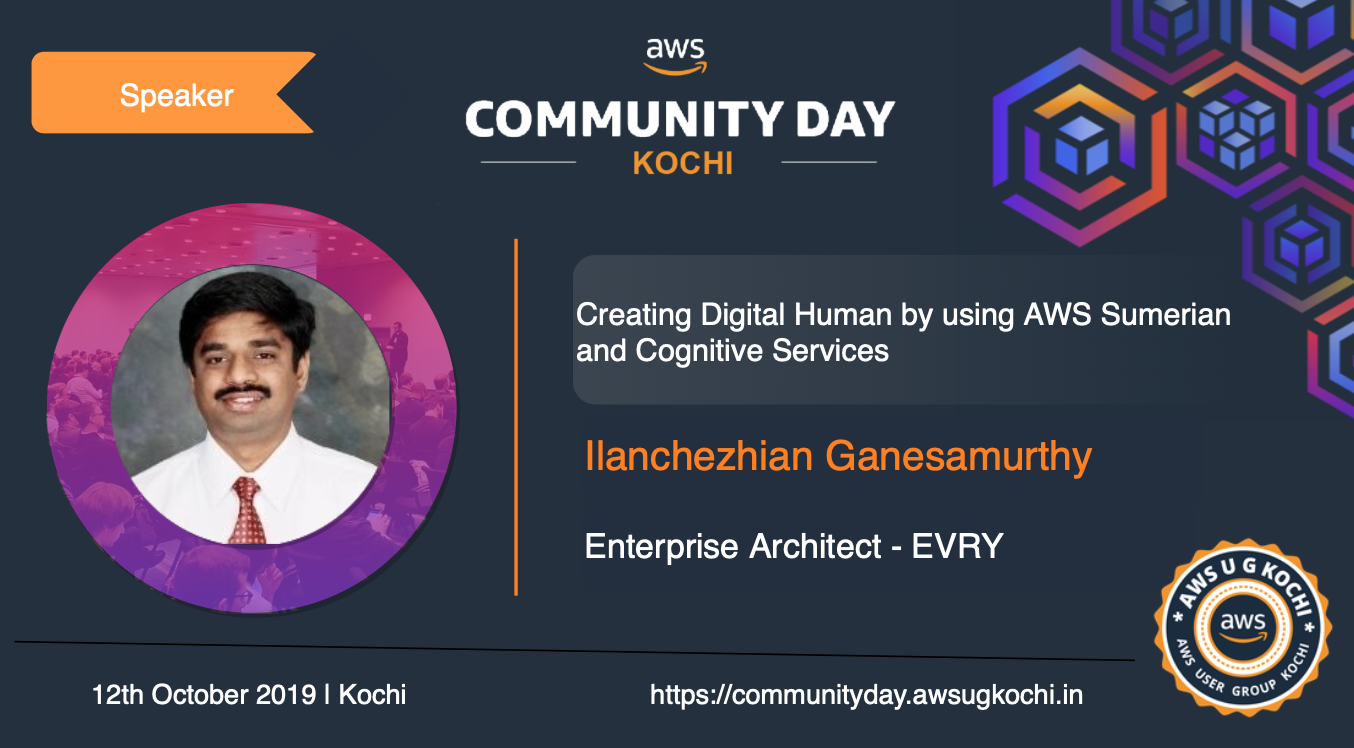 Speaker
aws
COMMUNITY DAY
KOCHI
Creating Digital Human by using AWS Sumerian
and Cognitive Services
Ilanchezhian Ganesamurthy
Enterprise Architect - EVRY
* AWS U G KOCHI *
aws
AWS USER GROUP KOCHI
12th October 2019 | Kochi
https://communityday.awsugkochi.in